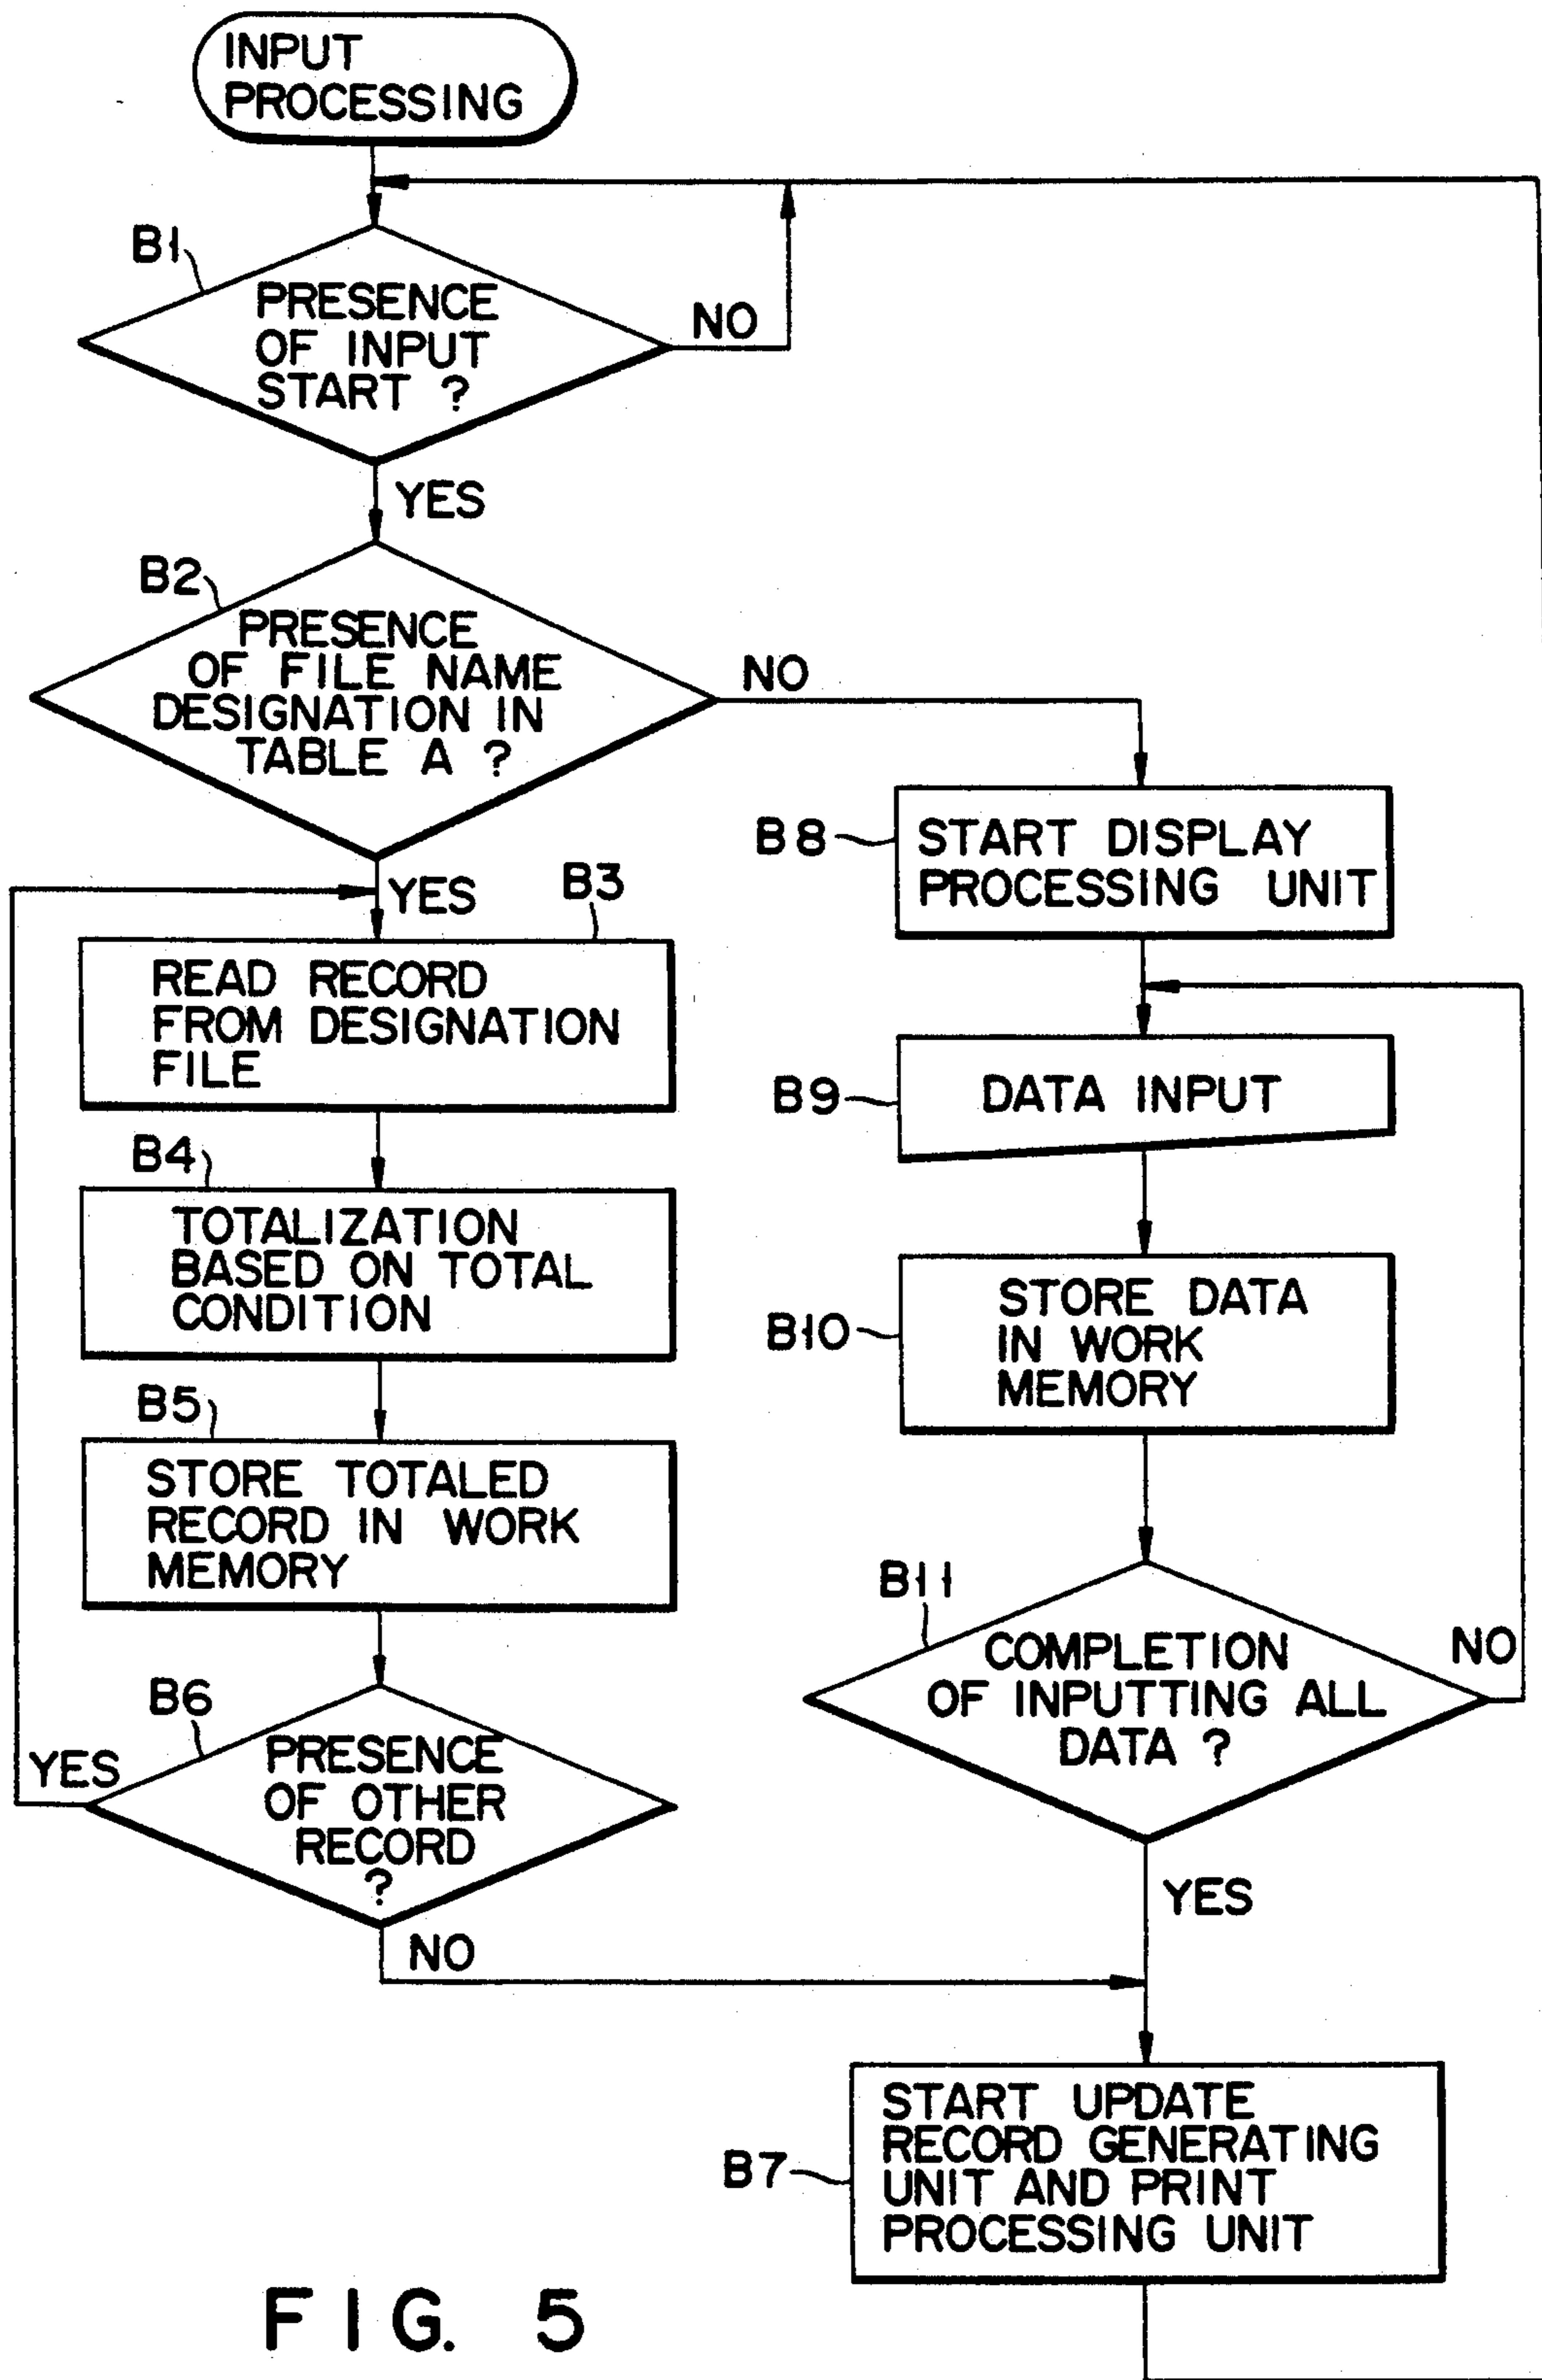 INPUT
PROCESSING
B1
PRESENCE
OF INPUT
START ?
NO
YES
B2
PRESENCE
OF FILE NAME
DESIGNATION IN
TABLE A ?
NO
YES
B3
READ RECORD
FROM DESIGNATION
FILE
B4
TOTALIZATION
BASED ON TOTAL
CONDITION
B5
STORE TOTALED
RECORD IN WORK
MEMORY
B6
PRESENCE
OF OTHER
RECORD
?
YES
NO
B8
START DISPLAY
PROCESSING UNIT
B9
DATA INPUT
B10
STORE DATA
IN WORK
MEMORY
B11
COMPLETION
OF INPUTTING ALL
DATA ?
NO
YES
B7
START UPDATE
RECORD GENERATING
UNIT AND PRINT
PROCESSING UNIT
FIG. 5